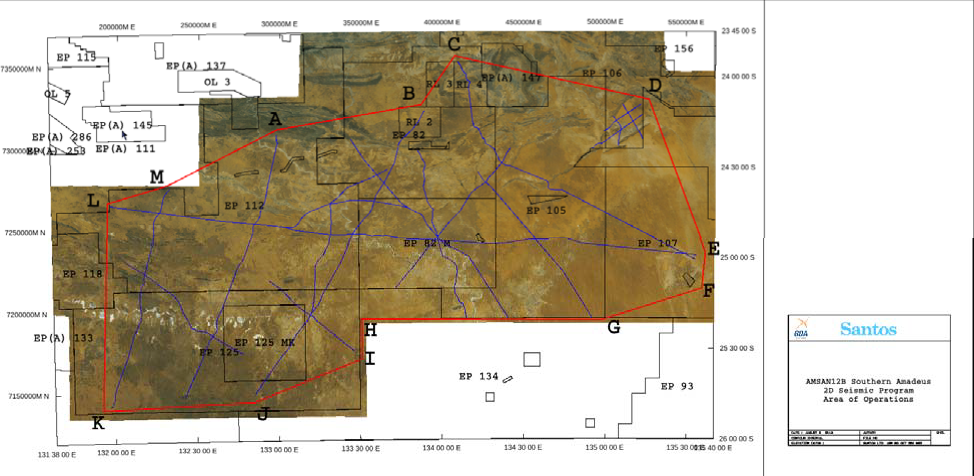 200000M E 250000M E 300000M E 350000M E 400000M E 450000M E 500000M E 550000M E
23 45 00 S
C
EP 156
EP 115
7350000M N
EP(A) 137
24 00 00 S
EP(A) 147
EP 106
OL 3
RL 3
RL 4
D
OL 5
B
A
EP(A) 145
RL 2
EP(A) 286
EP 82
EP(A) 111
7300000M N
EP(A) 253
24 30 00 S
M
L
EP 112
EP 105
7250000M N
EP 82 M
EP 107
E
25 00 00 S
EP 118
F
7200000M N
H
G
EP(A) 133
EP 125 MK
EP 125
I
25 30 00 S
EP 134
EP 93
7150000M N
K
J
26 00 00 S
131 38 00 E 132 00 00 E 132 30 00 E 133 00 00 E 133 30 00 E 134 00 00 E 134 30 00 E 135 00 00 E
Santos
AMSAN12B Southern Amadeus
2D Seismic Program
Area of Operations